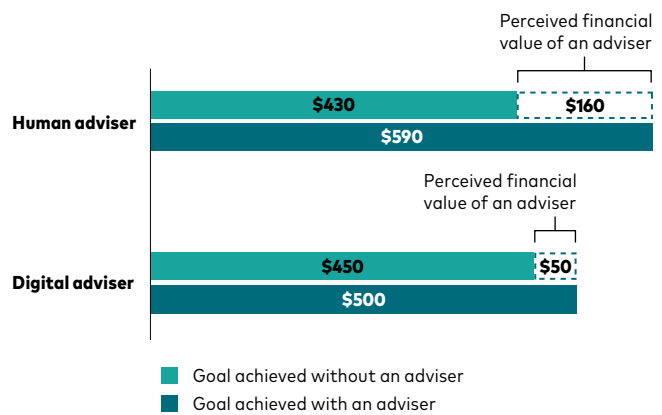 Perceived financial
value of an adviser
Human adviser
$430
$160
$590
Perceived financial
value of an adviser
Digital adviser
$450
$50
$500
Goal achieved without an adviser
Goal achieved with an adviser